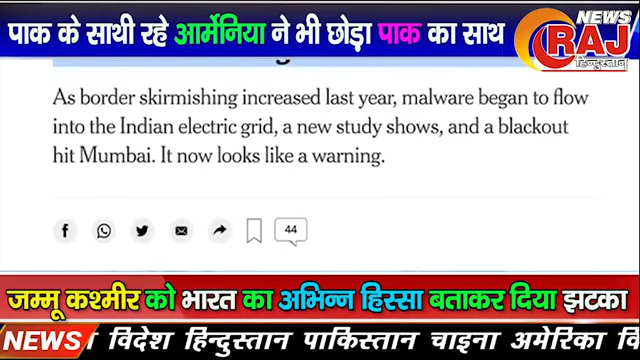 पाक के साथी रहे आर्मेनिया ने भी छोड़ा पाक का साथ
NEWS
RAJ
हिन्दुस्तान
As border skirmishing increased last year, malware began to flow
into the Indian electric grid, a new study shows, and a blackout
hit Mumbai. It now looks like a warning.
44
जम्मू कश्मीर को भारत का अभिन्न हिस्सा बताकर दिया झटका
NEWS विदेश हिन्दुस्तान पाकिस्तान चाइना अमेरिका